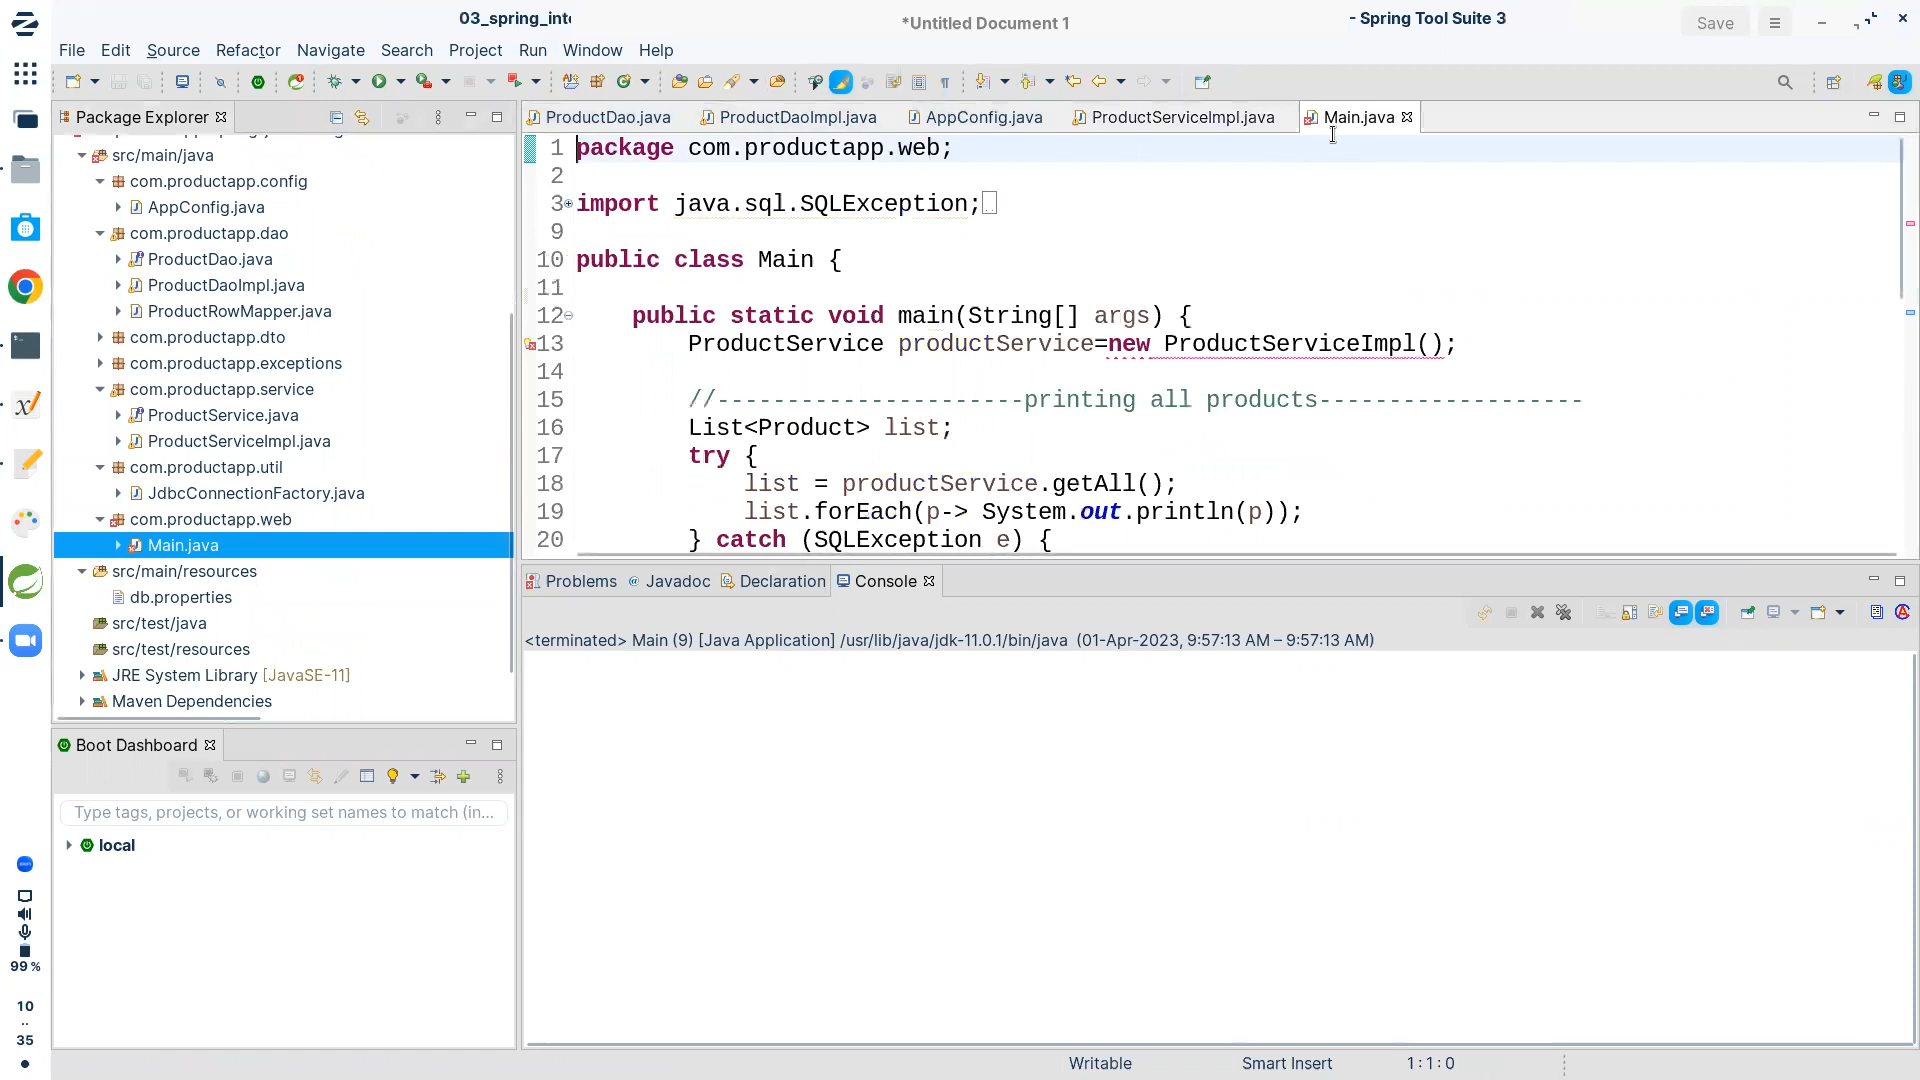 03_spring_inte
*Untitled Document 1
- Spring Tool Suite 3
Save
File Edit Source Refactor Navigate Search Project Run Window Help
Package Explorer
src/main/java
com.productapp.config
AppConfig.java
com.productapp.dao
ProductDao.java
ProductDaoImpl.java
ProductRowMapper.java
com.productapp.dto
com.productapp.exceptions
com.productapp.service
ProductService.java
ProductServiceImpl.java
com.productapp.util
JdbcConnectionFactory.java
com.productapp.web
Main.java
src/main/resources
db.properties
src/test/java
src/test/resources
JRE System Library [JavaSE-11]
Maven Dependencies
Boot Dashboard
Type tags, projects, or working set names to match (in...
local
ProductDao.java ProductDaoImpl.java AppConfig.java ProductServiceImpl.java Main.java
1 package com.productapp.web;
2
3 import java.sql.SQLException;
9
10 public class Main {
11
12 public static void main(String[] args) {
13 ProductService productService=new ProductServiceImpl();
14
15 //----------------------printing all products-------------------
16 List<Product> list;
17 try {
18 list = productService.getAll();
19 list.forEach(p-> System.out.println(p));
20 } catch (SQLException e) {
Problems Javadoc Declaration Console
<terminated> Main (9) [Java Application] /usr/lib/java/jdk-11.0.1/bin/java (01-Apr-2023, 9:57:13 AM – 9:57:13 AM)
99 %
10
..
35
Writable Smart Insert 1 : 1 : 0